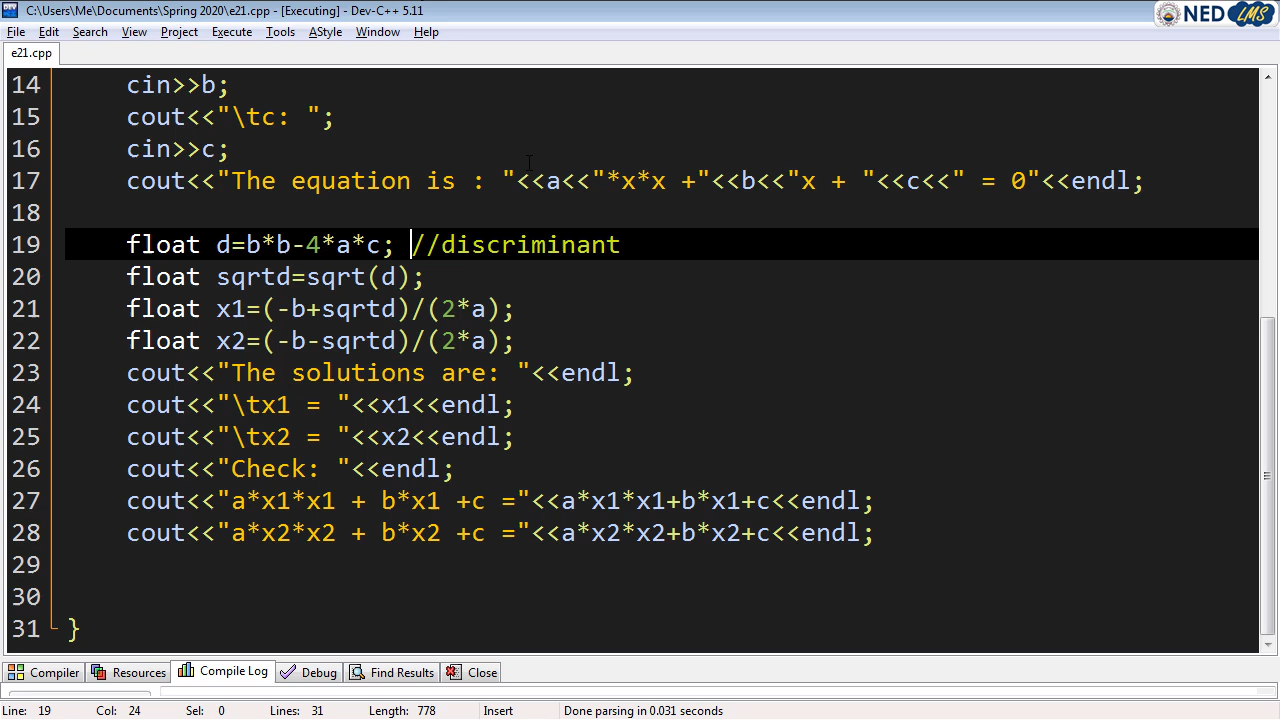 C:\Users\Me\Documents\Spring 2020\e21.cpp - [Executing] - Dev-C++ 5.11
NED LMS
File Edit Search View Project Execute Tools AStyle Window Help
e21.cpp
14 cin>>b;
15 cout<<"\tc: ";
16 cin>>c;
17 cout<<"The equation is : "<<a<<"*x*x +"<<b<<"x + "<<c<<" = 0"<<endl;
18
19 float d=b*b-4*a*c; //discriminant
20 float sqrtd=sqrt(d);
21 float x1=(-b+sqrtd)/(2*a);
22 float x2=(-b-sqrtd)/(2*a);
23 cout<<"The solutions are: "<<endl;
24 cout<<"\tx1 = "<<x1<<endl;
25 cout<<"\tx2 = "<<x2<<endl;
26 cout<<"Check: "<<endl;
27 cout<<"a*x1*x1 + b*x1 +c ="<<a*x1*x1+b*x1+c<<endl;
28 cout<<"a*x2*x2 + b*x2 +c ="<<a*x2*x2+b*x2+c<<endl;
29
30
31 }
Compiler Resources Compile Log Debug Find Results Close
Line: 19 Col: 24 Sel: 0 Lines: 31 Length: 778 Insert Done parsing in 0.031 seconds